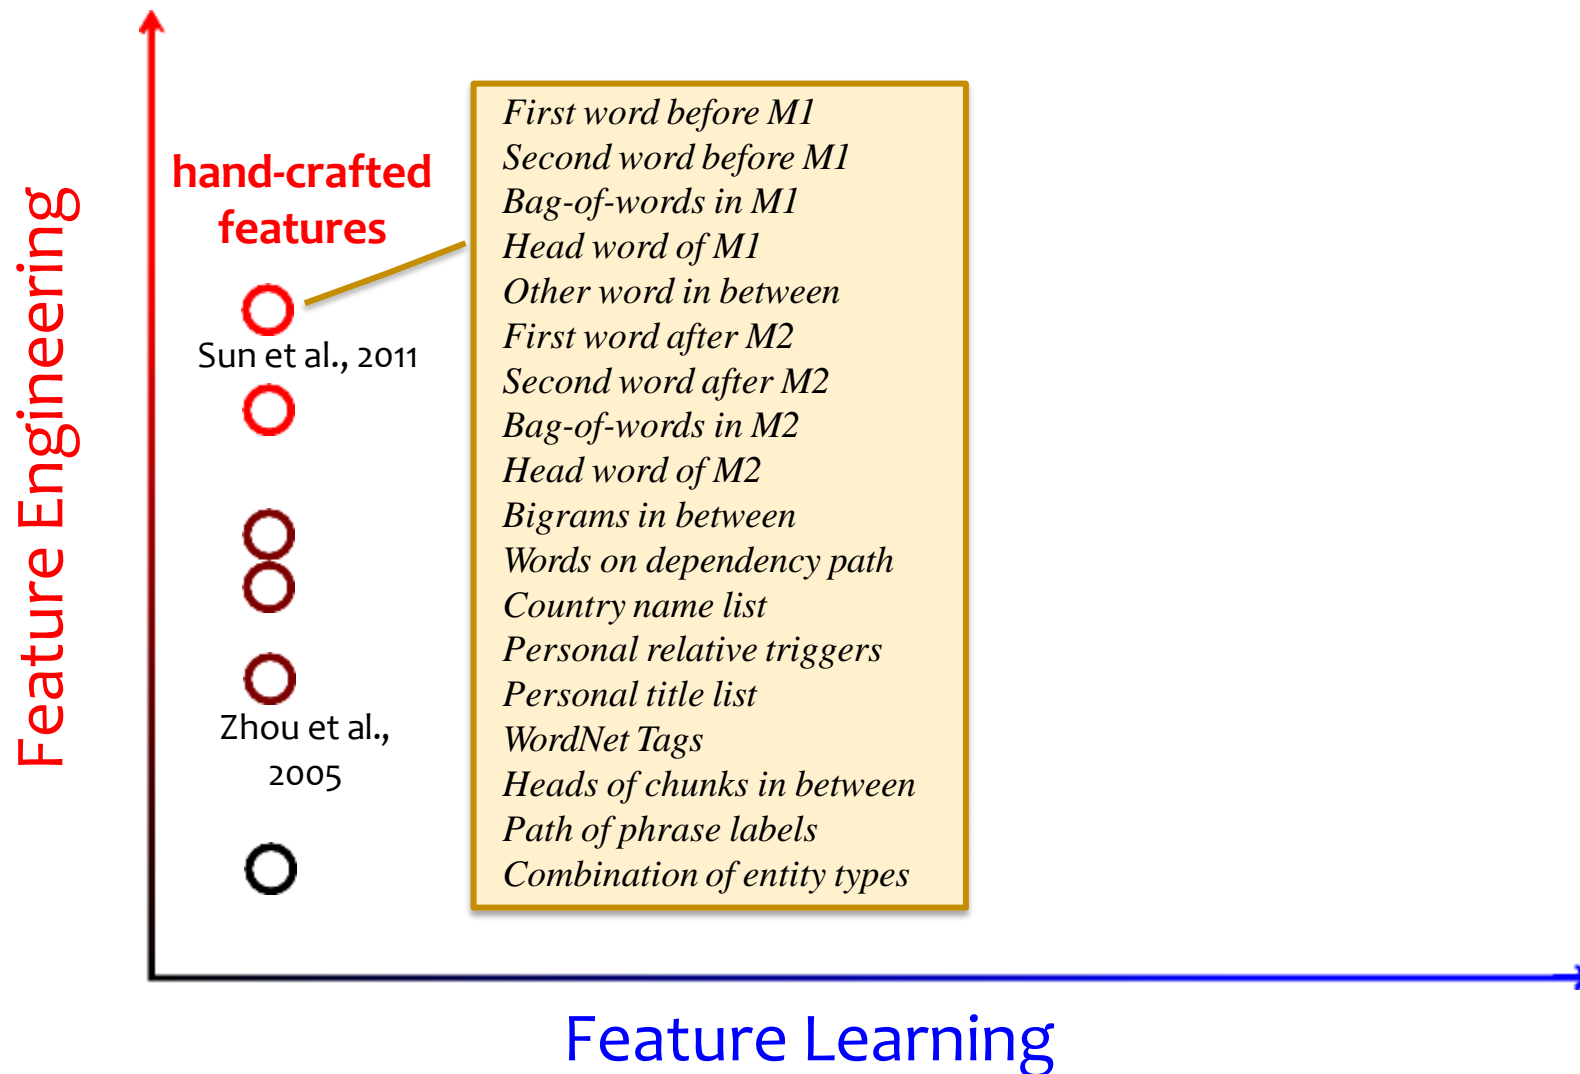 Feature Engineering
hand-crafted
features
Sun et al., 2011
Zhou et al.,
2005
First word before M1
Second word before M1
Bag-of-words in M1
Head word of M1
Other word in between
First word after M2
Second word after M2
Bag-of-words in M2
Head word of M2
Bigrams in between
Words on dependency path
Country name list
Personal relative triggers
Personal title list
WordNet Tags
Heads of chunks in between
Path of phrase labels
Combination of entity types
Feature Learning